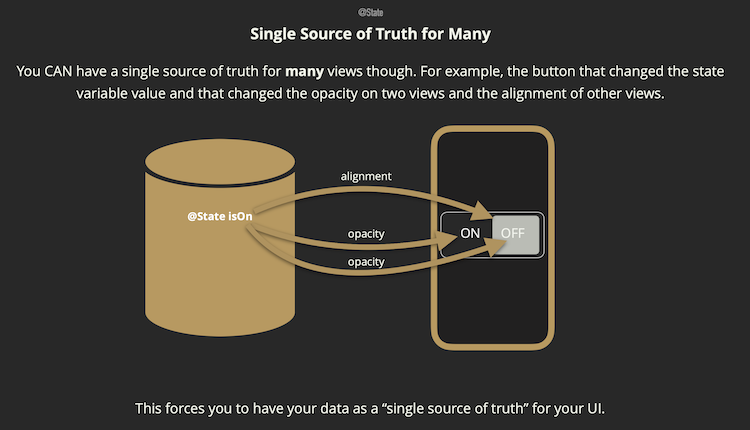 @State
Single Source of Truth for Many
You CAN have a single source of truth for many views though. For example, the button that changed the state
variable value and that changed the opacity on two views and the alignment of other views.
alignment
@State isOn
opacity
ON OFF
opacity
This forces you to have your data as a “single source of truth” for your UI.